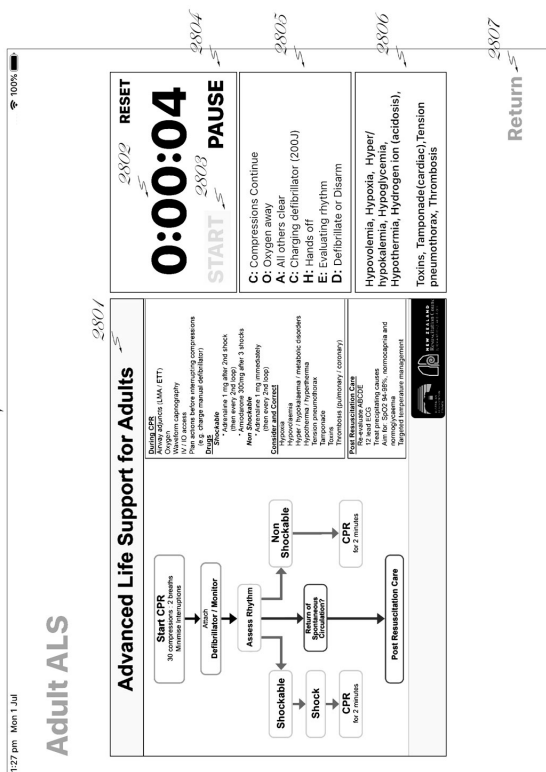 1:27 pm Mon 1 Jul
100%
Adult ALS
2801
Advanced Life Support for Adults
Start CPR
30 compressions : 2 breaths
Minimise Interruptions
Attach
Defibrillator / Monitor
Assess Rhythm
Shockable
Shock
CPR
for 2 minutes
Return of
Spontaneous
Circulation?
Non
Shockable
CPR
for 2 minutes
Post Resuscitation Care
During CPR
Airway adjuncts (LMA / ETT)
Oxygen
Waveform capnography
IV / IO access
Plan actions before interrupting compressions
(e.g. charge manual defibrillator)
Drugs
Shockable
* Adrenaline 1 mg after 2nd shock
(then every 2nd loop)
* Amiodarone 300mg after 3 shocks
Non Shockable
* Adrenaline 1 mg immediately
(then every 2nd loop)
Consider and Correct
Hypoxia
Hypovolaemia
Hyper / hypokalaemia / metabolic disorders
Hypothermia / hyperthermia
Tension pneumothorax
Tamponade
Toxins
Thrombosis (pulmonary / coronary)
Post Resuscitation Care
Re-evaluate ABCDE
12 lead ECG
Treat precipitating causes
Aim for: SpO2 94-98%, normocapnia and
normoglycaemia
Targeted temperature management
NEW ZEALAND
2802
RESET
0:00:04
2803
START
PAUSE
2804
C: Compressions Continue
O: Oxygen away
A: All others clear
C: Charging defibrillator (200J)
H: Hands off
E: Evaluating rhythm
D: Defibrillate or Disarm
2805
Hypovolemia, Hypoxia, Hyper/
hypokalemia, Hypoglycemia,
Hypothermia, Hydrogen ion (acidosis),
Toxins, Tamponade(cardiac),Tension
pneumothorax, Thrombosis
2806
2807
Return